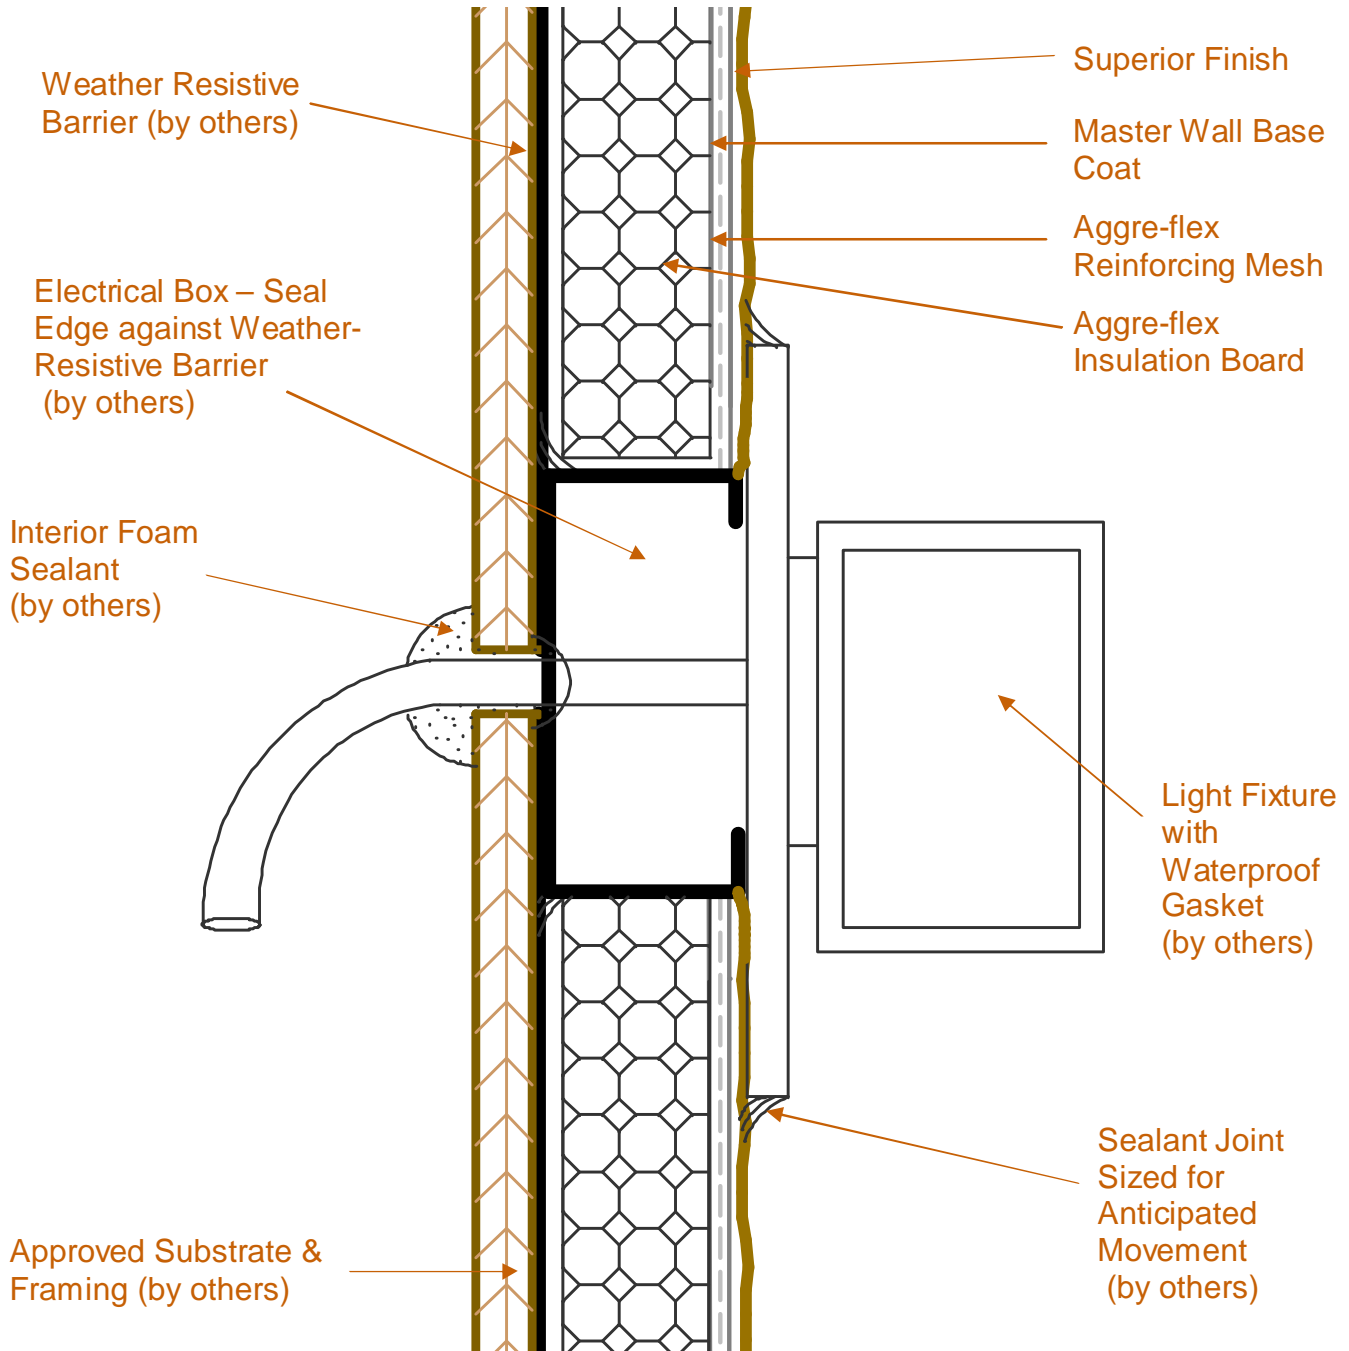 Weather Resistive
Barrier (by others)
Electrical Box – Seal
Edge against Weather-
Resistive Barrier
(by others)
Interior Foam
Sealant
(by others)
Approved Substrate &
Framing (by others)
Superior Finish
Master Wall Base
Coat
Aggre-flex
Reinforcing Mesh
Aggre-flex
Insulation Board
Light Fixture
with
Waterproof
Gasket
(by others)
Sealant Joint
Sized for
Anticipated
Movement
(by others)